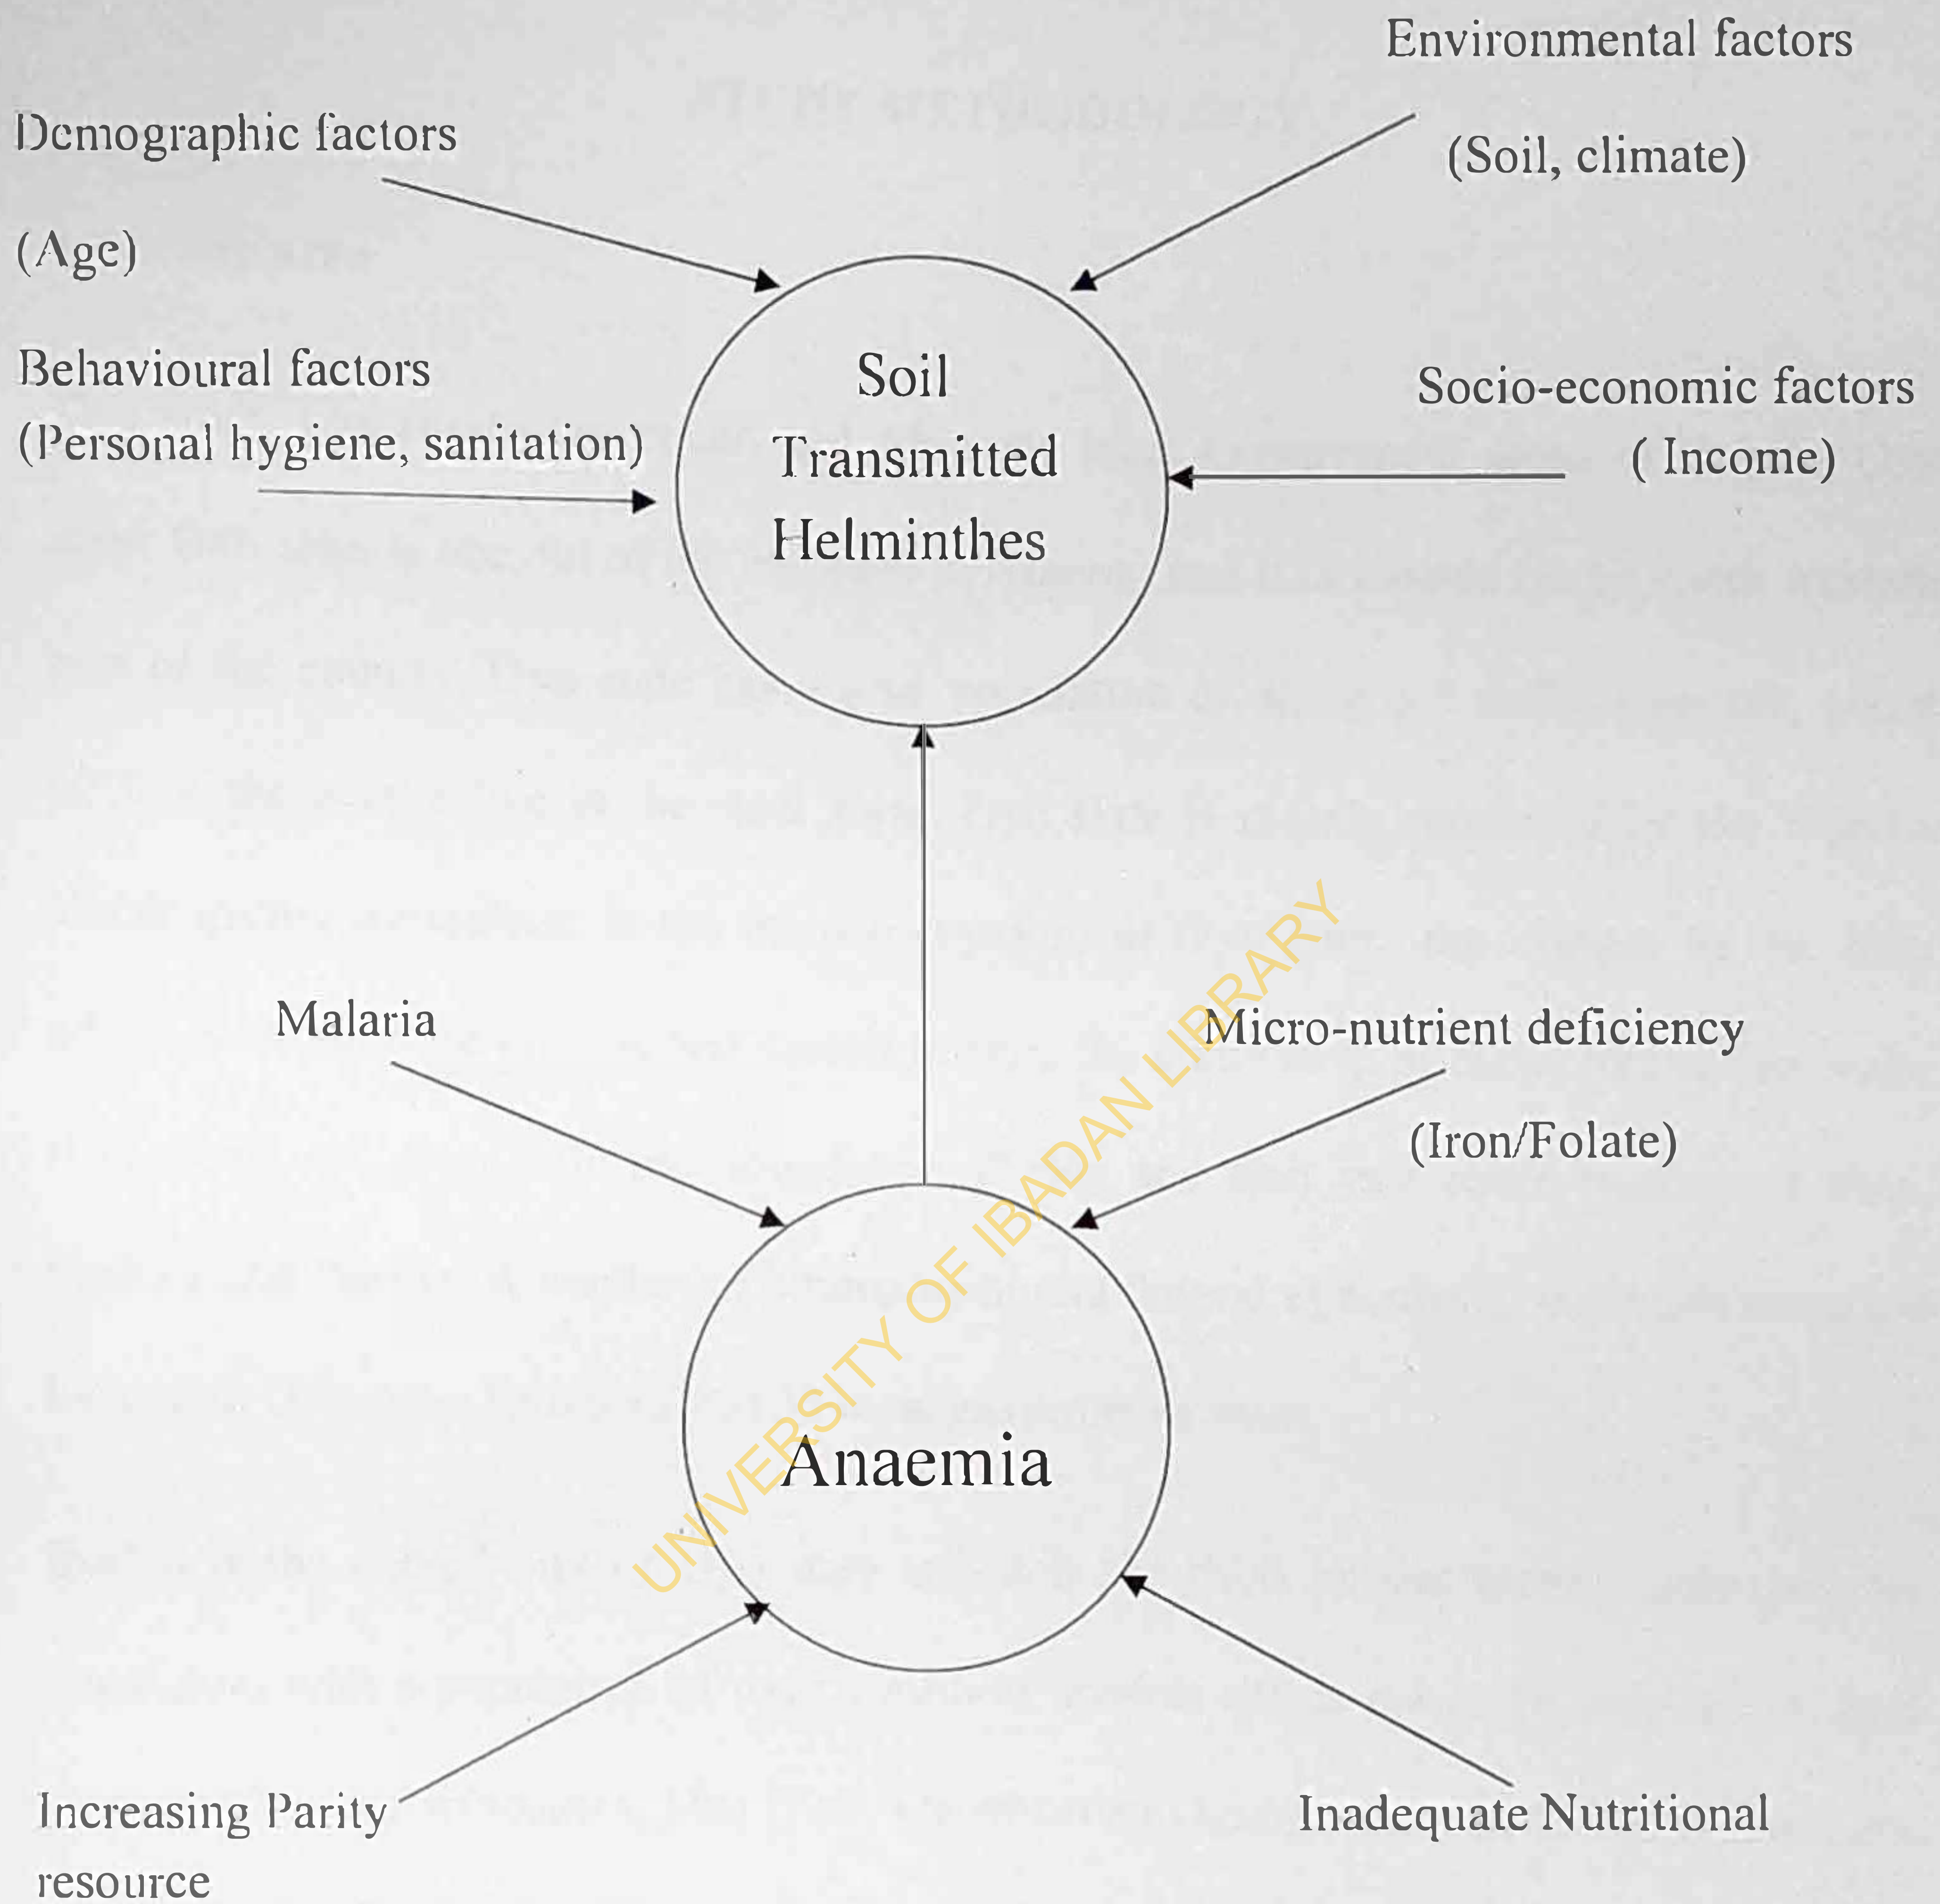 Environmental factors
Demographic factors
(Soil, climate)
(Age)
Behavioural factors
(Personal hygiene, sanitation)
Soil
Transmitted
Helminthes
Socio-economic factors
( Income)
Malaria
Micro-nutrient deficiency
(Iron/Folate)
Anaemia
UNIVERSITY OF IBADAN LIBRARY
Increasing Parity
Inadequate Nutritional
resource